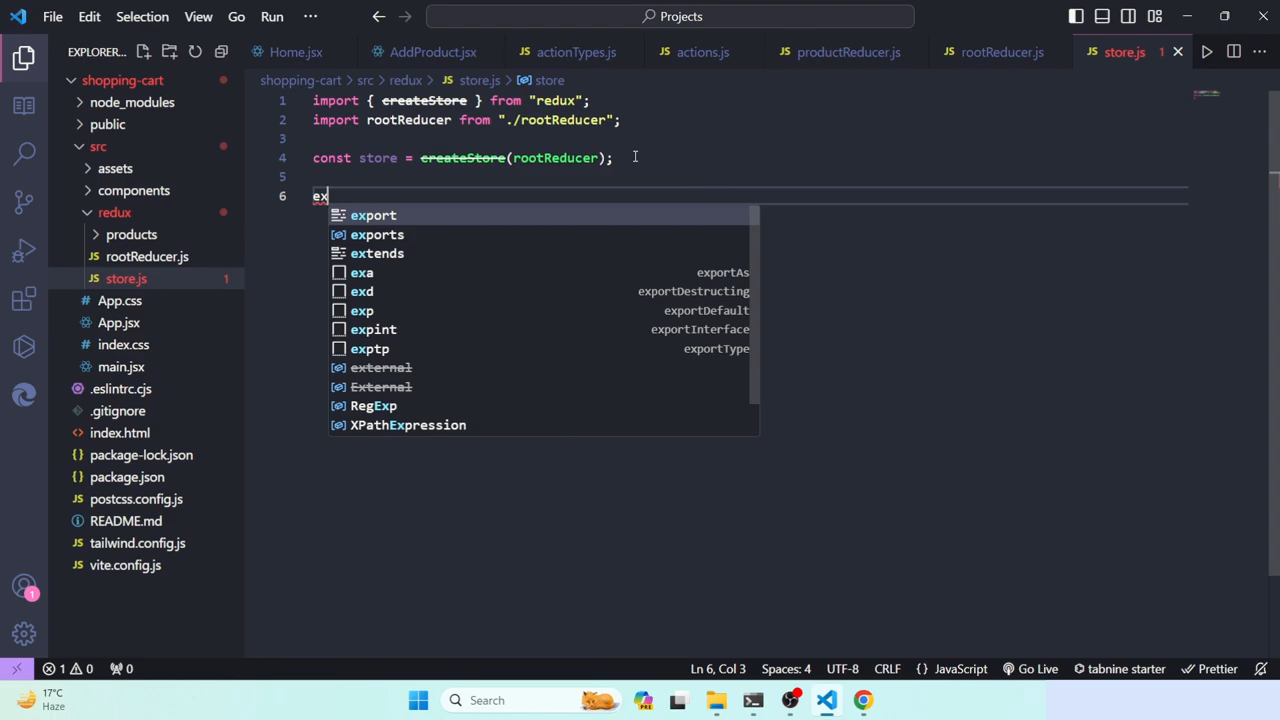 File Edit Selection View Go Run ··· Projects
EXPLORER...
Home.jsx AddProduct.jsx actionTypes.js actions.js productReducer.js rootReducer.js store.js 1
shopping-cart > src > redux > store.js > store
shopping-cart
node_modules
public
src
assets
components
redux
products
rootReducer.js
store.js 1
App.css
App.jsx
index.css
main.jsx
.eslintrc.cjs
.gitignore
index.html
package-lock.json
package.json
postcss.config.js
README.md
tailwind.config.js
vite.config.js
1 import { createStore } from "redux";
2 import rootReducer from "./rootReducer";
3
4 const store = createStore(rootReducer);
5
6 ex
export
exports
extends
exa exportAs
exd exportDestructing
exp exportDefault
expint exportInterface
exptp exportType
external
External
RegExp
XPathExpression
1
1 0 0 Ln 6, Col 3 Spaces: 4 UTF-8 CRLF {} JavaScript Go Live tabnine starter Prettier
17°C
Haze
Search
PRE